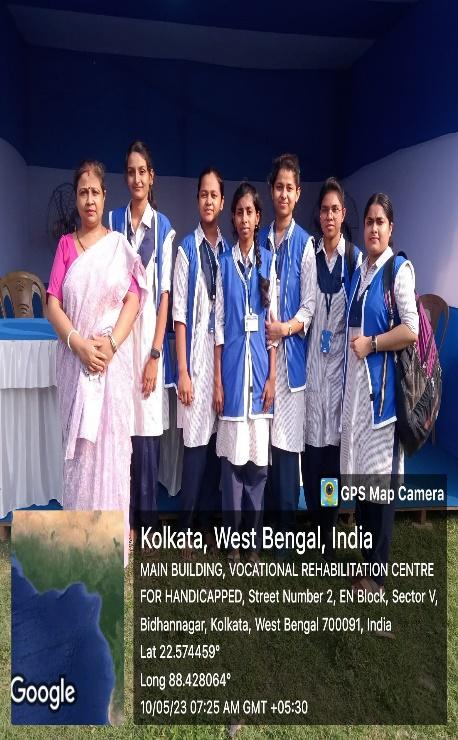 GPS Map Camera
Kolkata, West Bengal, India
MAIN BUILDING, VOCATIONAL REHABILITATION CENTRE
FOR HANDICAPPED, Street Number 2, EN Block, Sector V,
Bidhannagar, Kolkata, West Bengal 700091, India
Lat 22.574459°
Long 88.428064°
10/05/23 07:25 AM GMT +05:30
Google